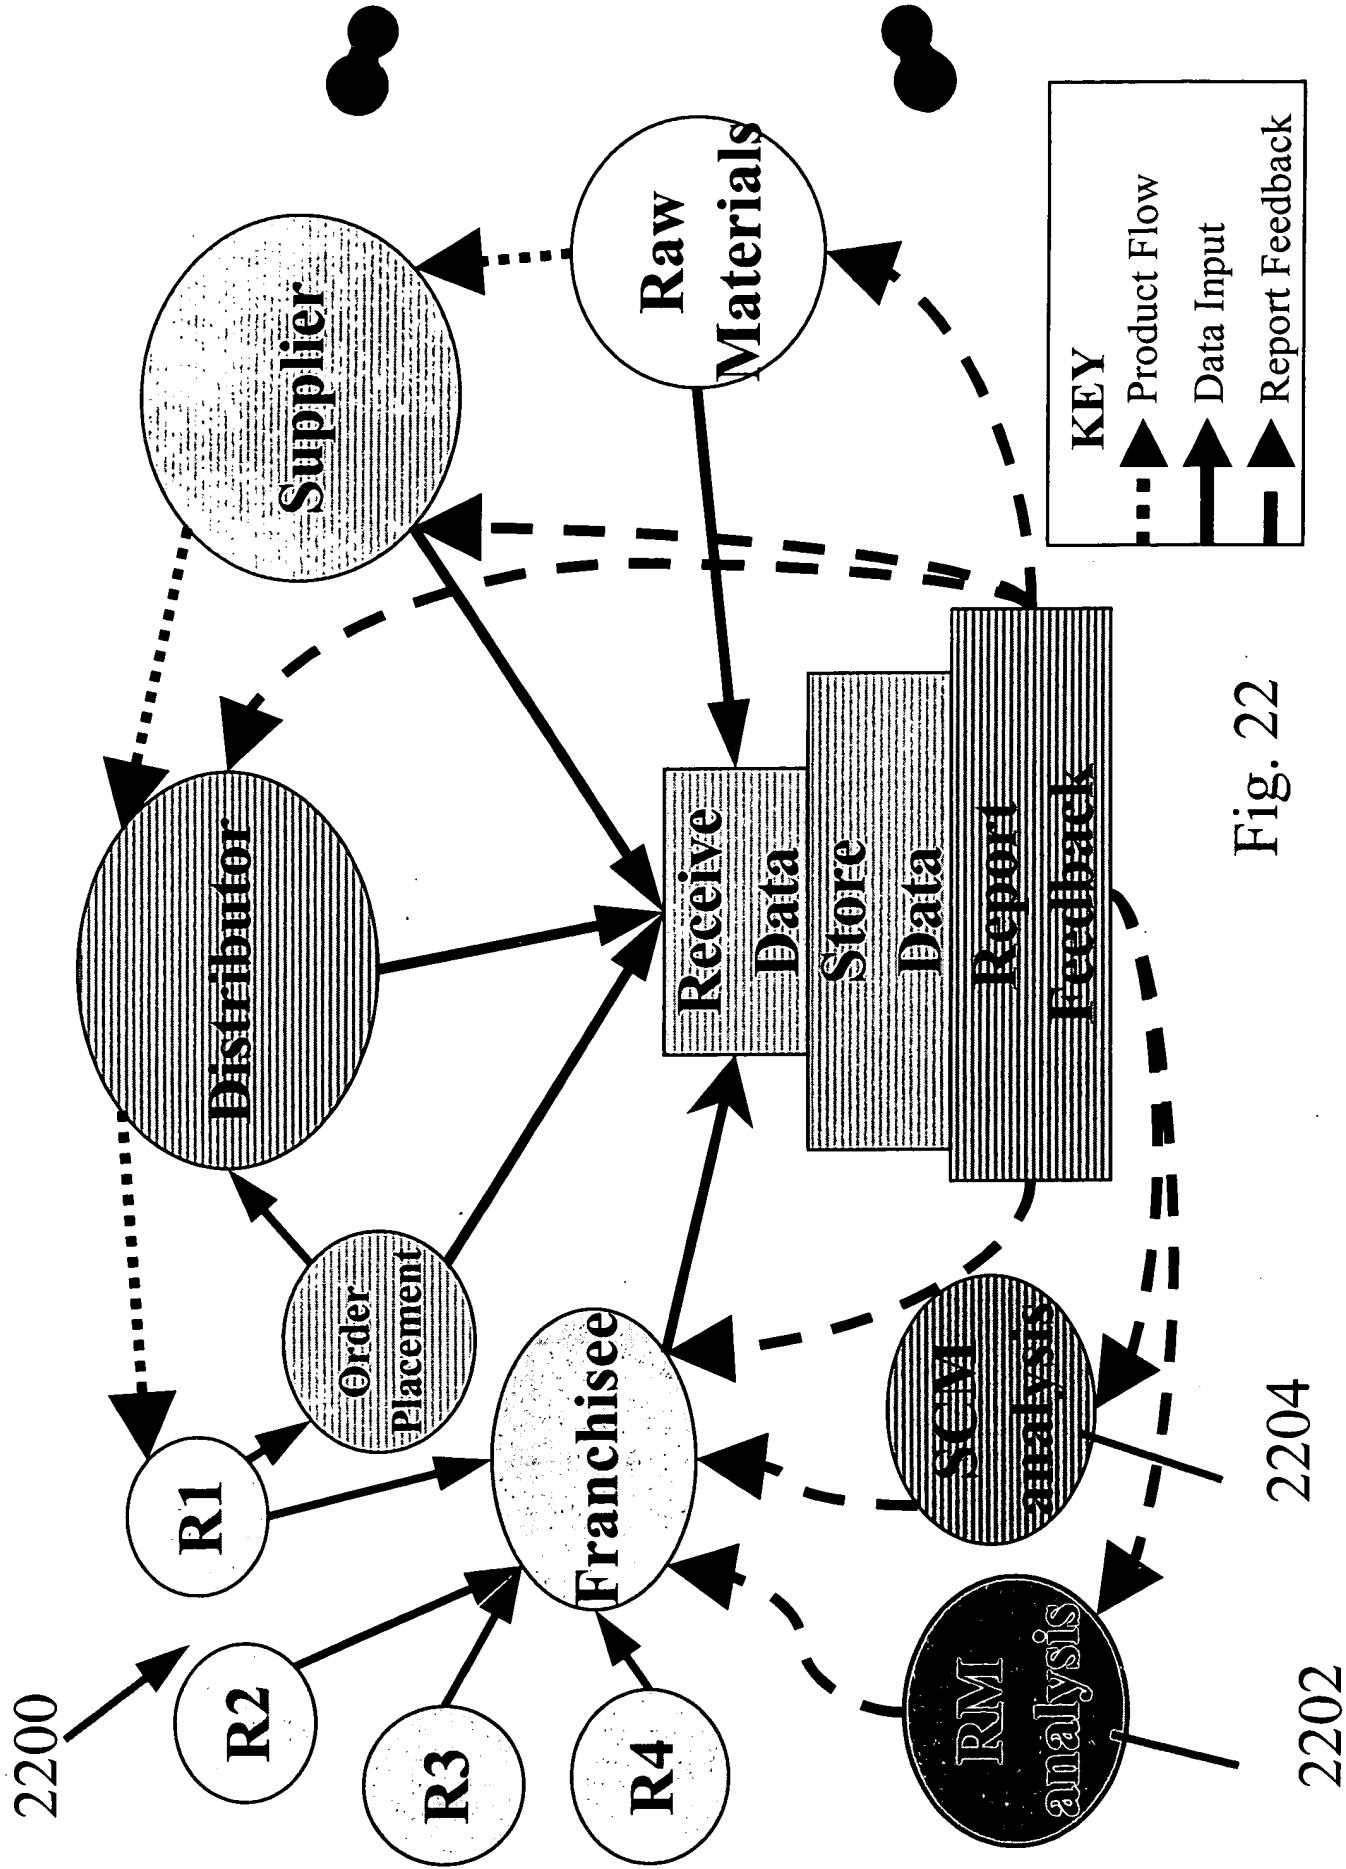 2200
R1
R2
R3
R4
Order
Placement
Distributor
Supplier
Franchisee
Raw
Materials
Receive
Data
Store
Data
Report
Feedback
SCM
analysis
RM
analysis
2204
2202
KEY
Product Flow
Data Input
Report Feedback
Fig. 22